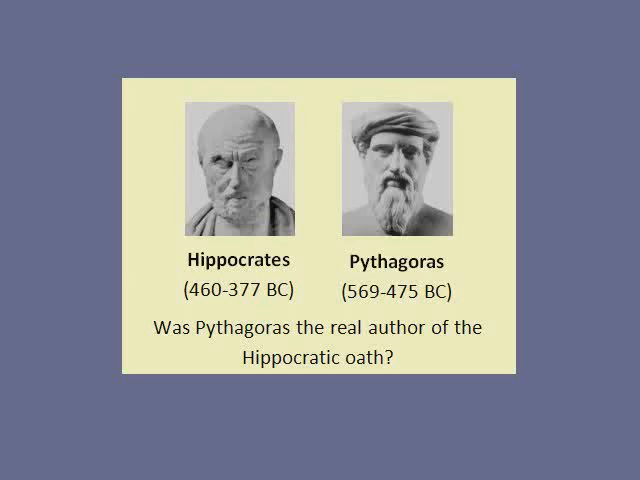 Hippocrates Pythagoras
(460-377 BC) (569-475 BC)
Was Pythagoras the real author of the
Hippocratic oath?